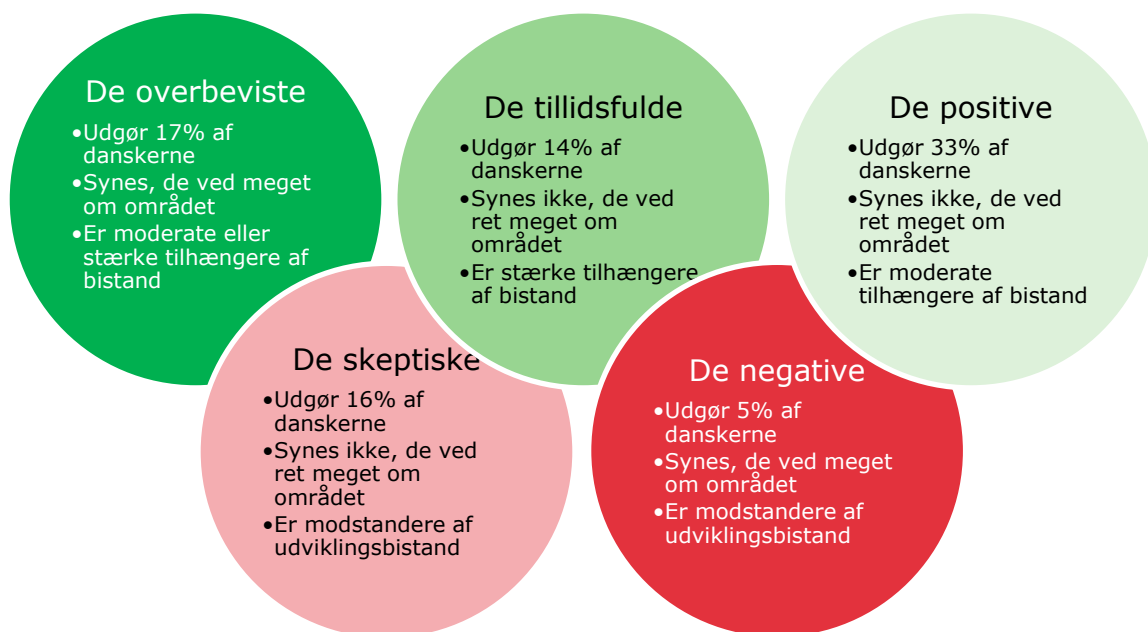 De overbeviste
•Udgør 17% af
danskerne
•Synes, de ved meget
om området
•Er moderate eller
stærke tilhængere af
bistand
De tillidsfulde
•Udgør 14% af
danskerne
•Synes ikke, de ved
ret meget om
området
•Er stærke tilhængere
af bistand
De positive
•Udgør 33% af
danskerne
•Synes ikke, de ved
ret meget om
området
•Er moderate
tilhængere af bistand
De skeptiske
•Udgør 16% af
danskerne
•Synes ikke, de ved
ret meget om
området
•Er modstandere af
udviklingsbistand
De negative
•Udgør 5% af
danskerne
•Synes, de ved meget
om området
•Er modstandere af
udviklingsbistand